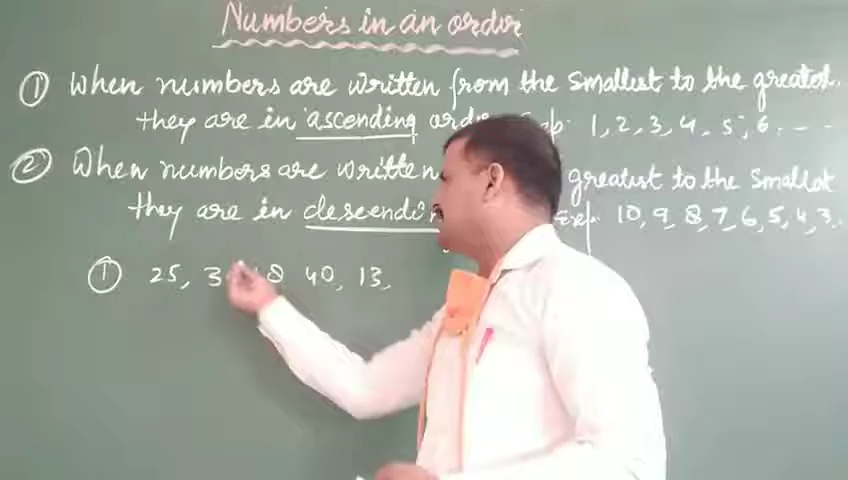 Numbers in an order
① When numbers are written from the smallest to the greatest.
they are in ascending 1, 2, 3, 4, 5, 6. - -
② When numbers are written greatest to the smallest
they are in Exp. 10, 9, 8, 7, 6, 5, 4, 3.
① 25, 40, 13,